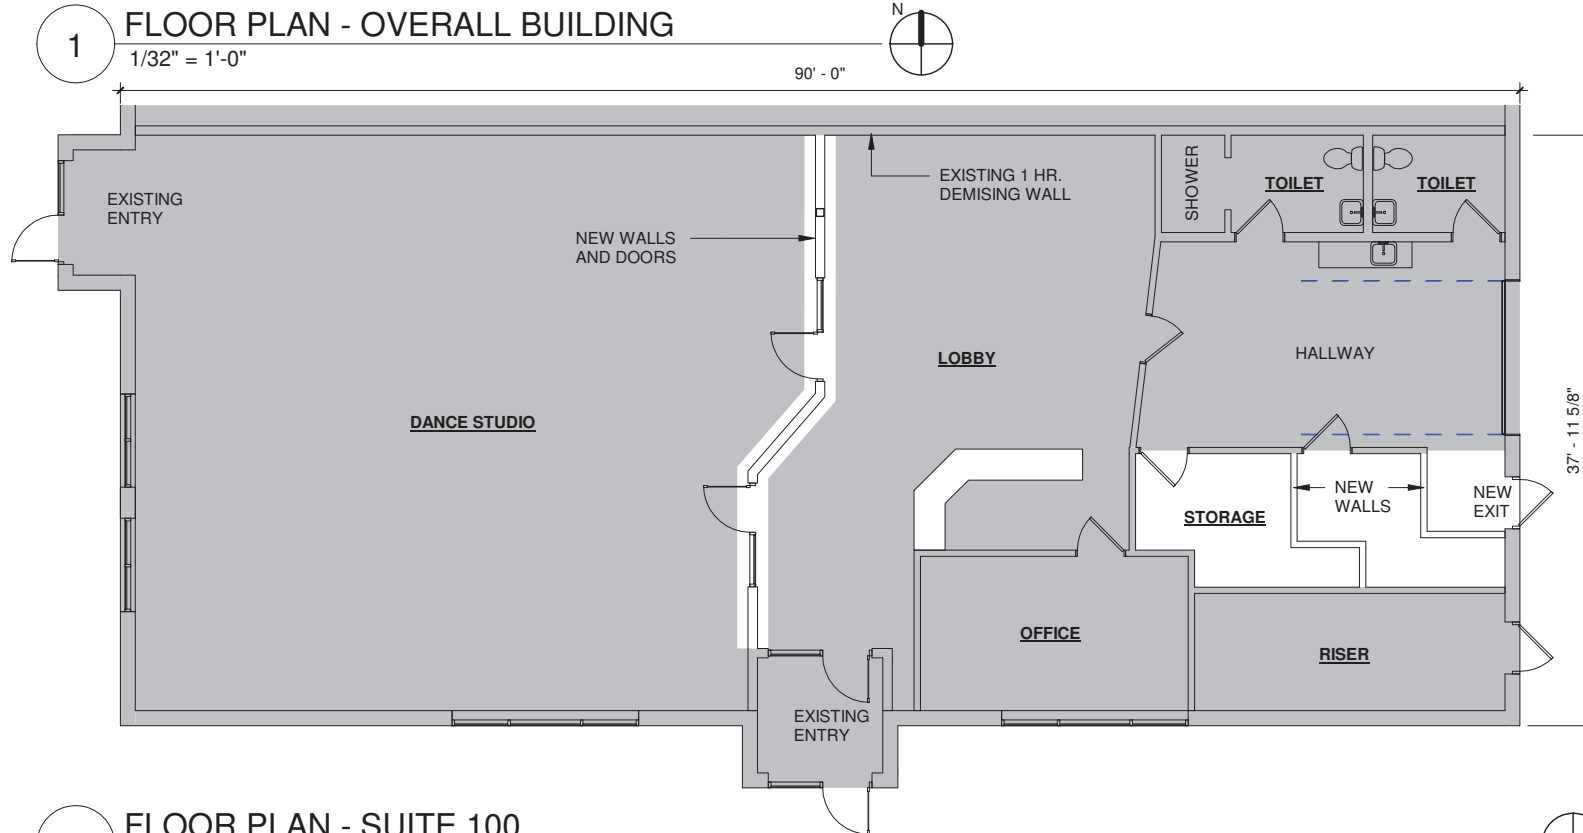 1
FLOOR PLAN - OVERALL BUILDING
1/32" = 1'-0"
N
90' - 0"
EXISTING
ENTRY
NEW WALLS
AND DOORS
EXISTING 1 HR.
DEMISING WALL
SHOWER
TOILET
TOILET
LOBBY
HALLWAY
DANCE STUDIO
37' - 11 5/8"
STORAGE
NEW
WALLS
NEW
EXIT
OFFICE
RISER
EXISTING
ENTRY
FLOOR PLAN - SUITE 100